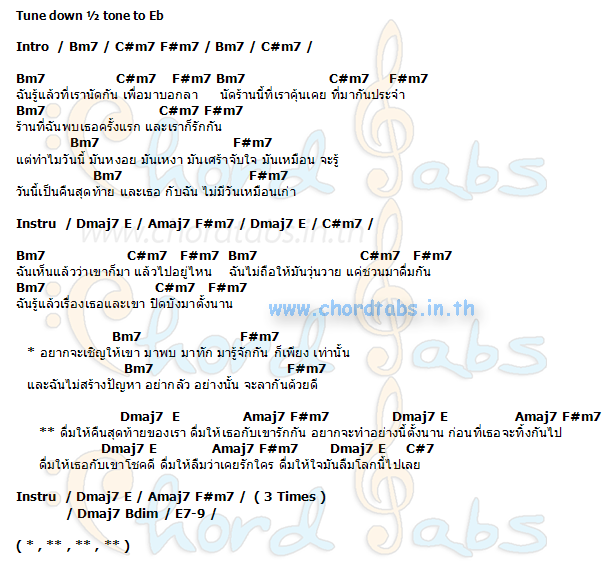 Tune down ½ tone to Eb
Intro / Bm7 / C#m7 F#m7 / Bm7 / C#m7 /
Bm7 C#m7 F#m7 Bm7 C#m7 F#m7
ฉันรู้แล้วที่เรานัดกัน เพื่อมาบอกลา นัดร้านนี้ที่เราคุ้นเคย ที่มากันประจำ
Bm7 C#m7 F#m7
ร้านที่ฉันพบเธอครั้งแรก และเราก็รักกัน
Bm7 F#m7
แต่ทำไมวันนี้ มันหงอย มันเหงา มันเศร้าจับใจ มันเหมือน จะรู้
Bm7 F#m7
วันนี้เป็นคืนสุดท้าย และเธอ กับฉัน ไม่มีวันเหมือนเก่า
Instru / Dmaj7 E / Amaj7 F#m7 / Dmaj7 E / C#m7 /
www.chordtabs.in.th
Bm7 C#m7 F#m7 Bm7 C#m7 F#m7
ฉันเห็นแล้วว่าเขาก็มา แล้วไปอยู่ไหน ฉันไม่ถือให้มันวุ่นวาย แค่ชวนมาดื่มกัน
Bm7 C#m7 F#m7
ฉันรู้แล้วเรื่องเธอและเขา ปิดบังมาตั้งนาน
www.chordtabs.in.th
Bm7 F#m7
* อยากจะเชิญให้เขา มาพบ มาทัก มารู้จักกัน ก็เพียง เท่านั้น
Bm7 F#m7
และฉันไม่สร้างปัญหา อย่ากลัว อย่างนั้น จะลากันด้วยดี
Dmaj7 E Amaj7 F#m7 Dmaj7 E Amaj7 F#m7
** ดื่มให้คืนสุดท้ายของเรา ดื่มให้เธอกับเขารักกัน อยากจะทำอย่างนี้ตั้งนาน ก่อนที่เธอจะทิ้งกันไป
Dmaj7 E Amaj7 F#m7 Dmaj7 E C#7
ดื่มให้เธอกับเขาโชคดี ดื่มให้ลืมว่าเคยรักใคร ดื่มให้ใจมันลืมโลกนี้ไปเลย
Instru / Dmaj7 E / Amaj7 F#m7 / ( 3 Times )
/ Dmaj7 Bdim / E7-9 /
( * , ** , ** , ** )